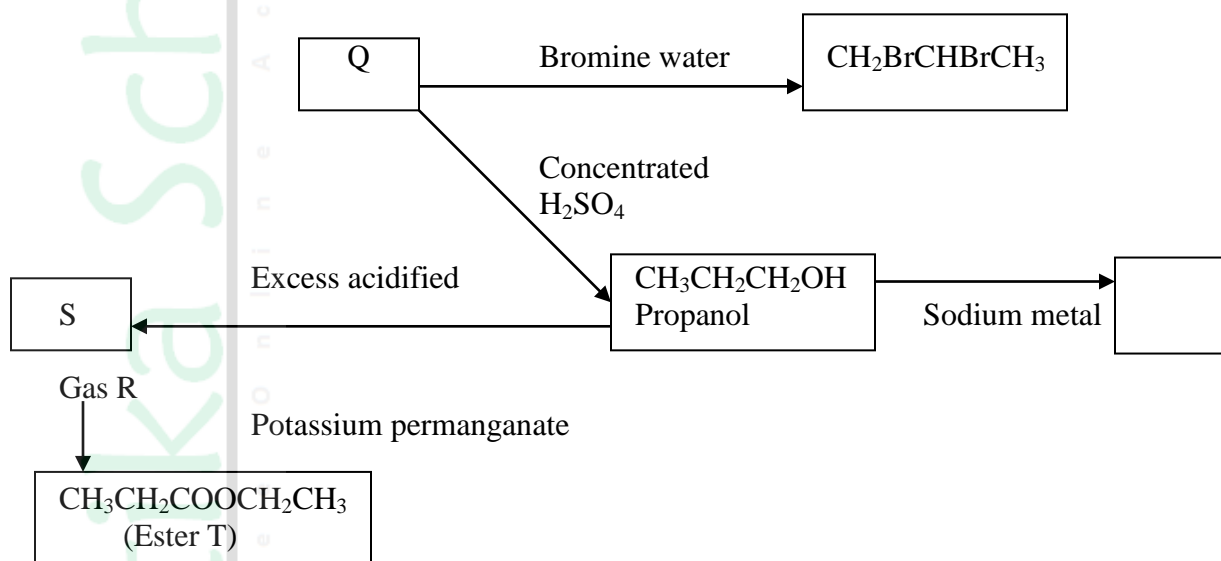 Q
Bromine water
CH₂BrCHBrCH₃
Concentrated
H₂SO₄
Excess acidified
CH₃CH₂CH₂OH
Propanol
Sodium metal
S
Gas R
Potassium permanganate
CH₃CH₂COOCH₂CH₃
(Ester T)